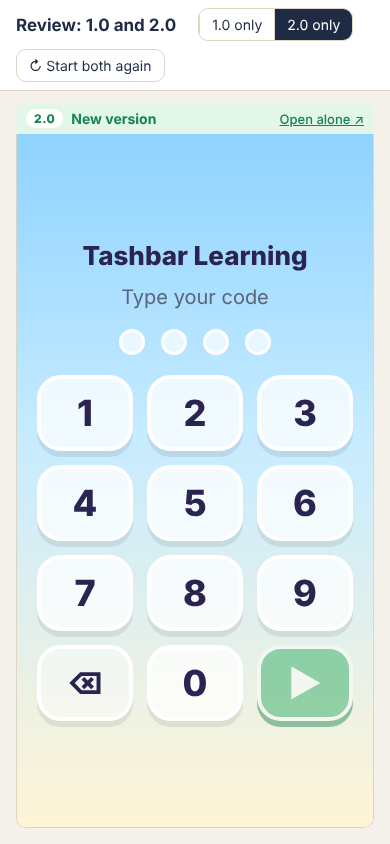 Review: 1.0 and 2.0 1.0 only 2.0 only
↻ Start both again
2.0 New version Open alone ↗
Tashbar Learning
Type your code
1 2 3
4 5 6
7 8 9
0